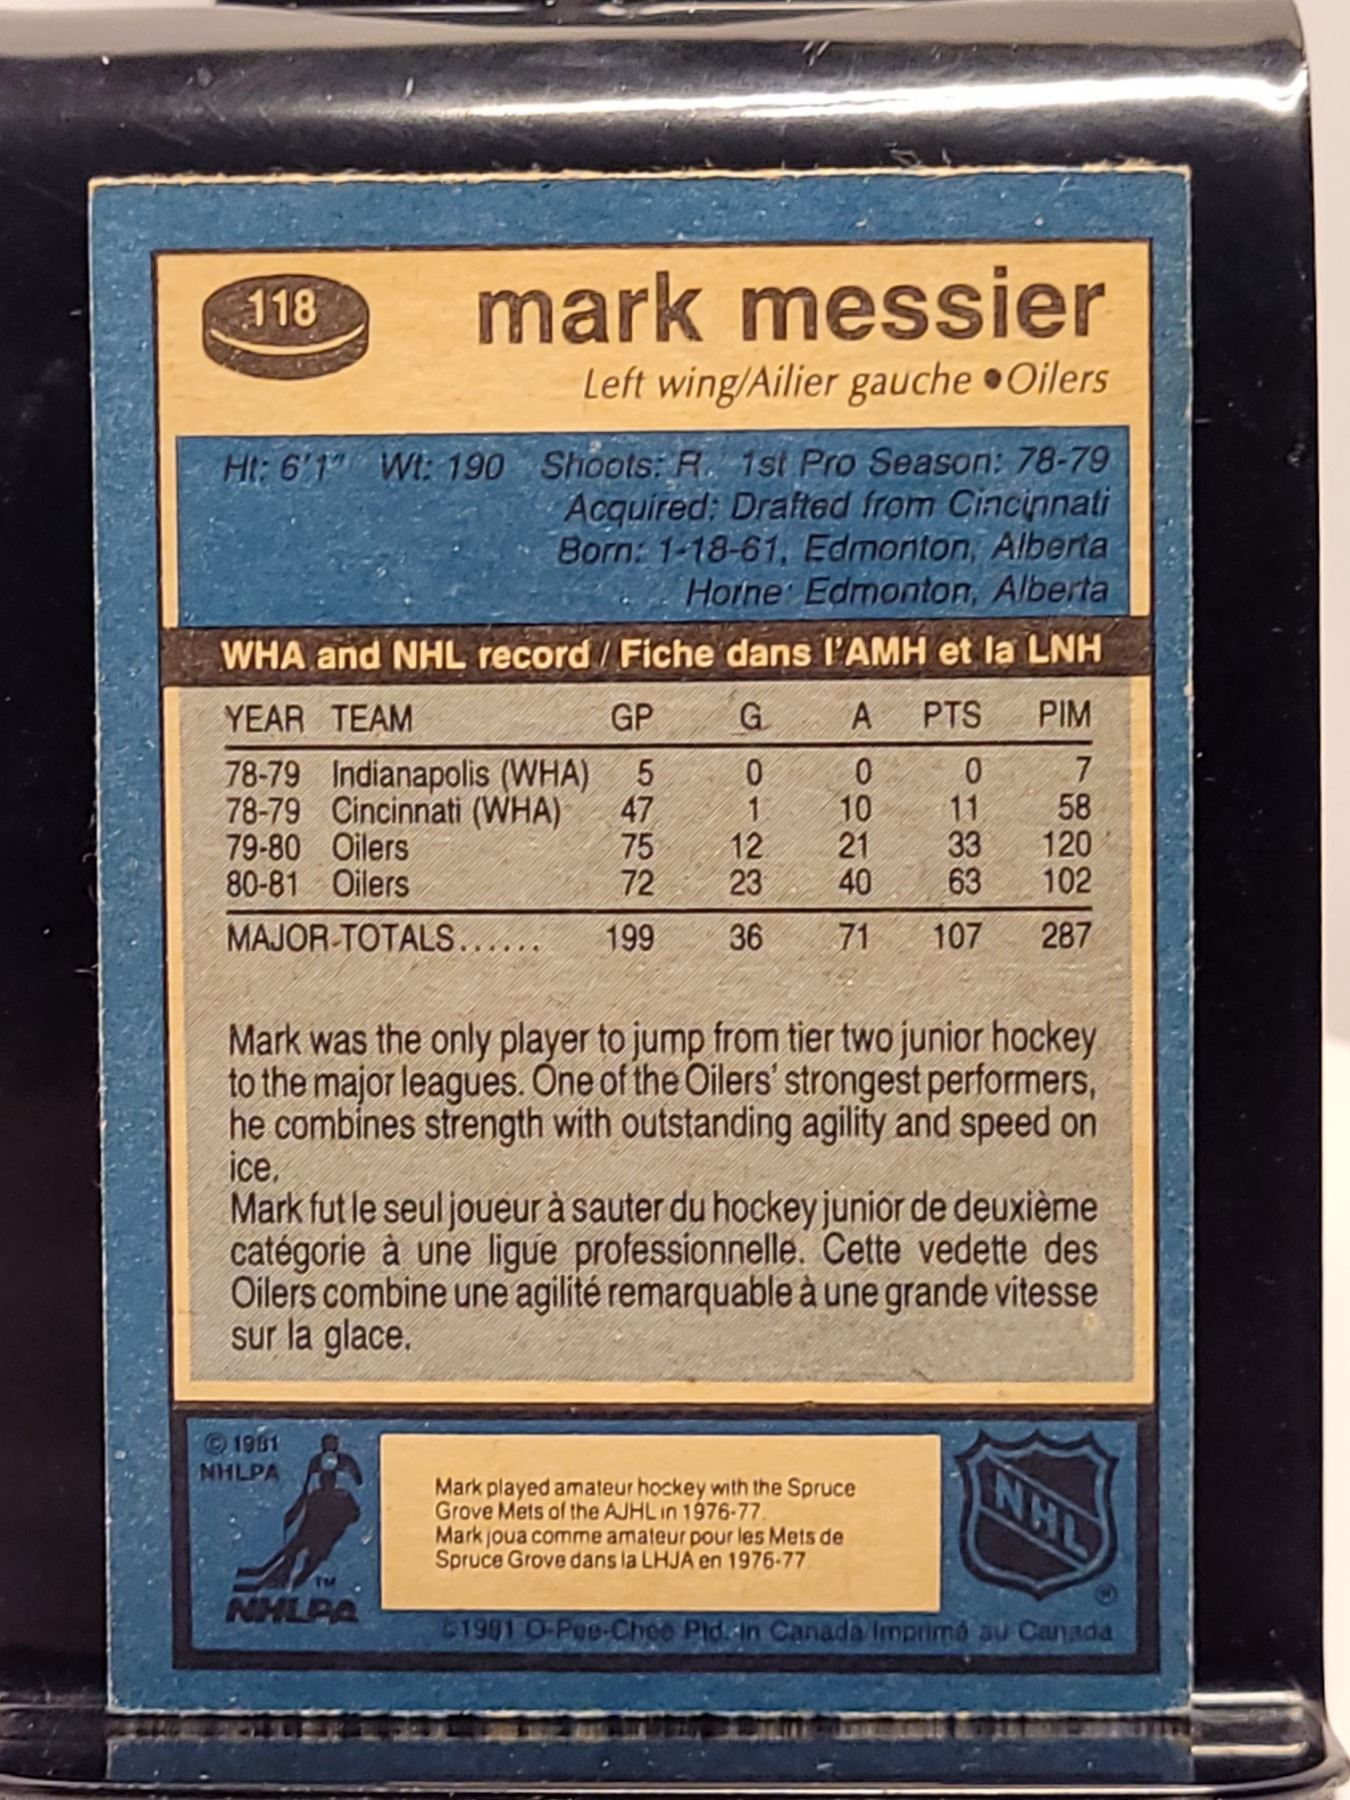 118
mark messier
Left wing/Ailier gauche • Oilers
Ht: 6'1" Wt: 190 Shoots: R. 1st Pro Season: 78-79
Acquired: Drafted from Cincinnati
Born: 1-18-61, Edmonton, Alberta
Home: Edmonton, Alberta
WHA and NHL record / Fiche dans l'AMH et la LNH
YEAR TEAM GP G A PTS PIM
78-79 Indianapolis (WHA) 5 0 0 0 7
78-79 Cincinnati (WHA) 47 1 10 11 58
79-80 Oilers 75 12 21 33 120
80-81 Oilers 72 23 40 63 102
MAJOR-TOTALS...... 199 36 71 107 287
Mark was the only player to jump from tier two junior hockey
to the major leagues. One of the Oilers' strongest performers,
he combines strength with outstanding agility and speed on
ice.
Mark fut le seul joueur à sauter du hockey junior de deuxième
catégorie à une ligue professionnelle. Cette vedette des
Oilers combine une agilité remarquable à une grande vitesse
sur la glace.
© 1981
NHLPA
TM
NHLPA
Mark played amateur hockey with the Spruce
Grove Mets of the AJHL in 1976-77.
Mark joua comme amateur pour les Mets de
Spruce Grove dans la LHJA en 1976-77
NHL
®
©1981 O-Pee-Chee Ptd. in Canada/Imprimé au Canada